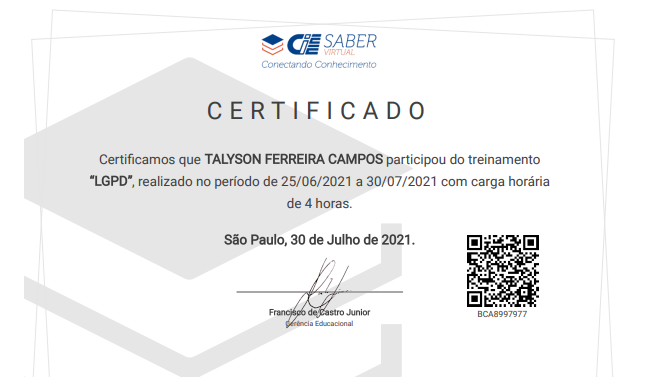 CIEE SABER
VIRTUAL
Conectando Conhecimento
CERTIFICADO
Certificamos que TALYSON FERREIRA CAMPOS participou do treinamento
“LGPD”, realizado no período de 25/06/2021 a 30/07/2021 com carga horária
de 4 horas.
São Paulo, 30 de Julho de 2021.
Francisco de Castro Junior
Gerência Educacional
BCA8997977